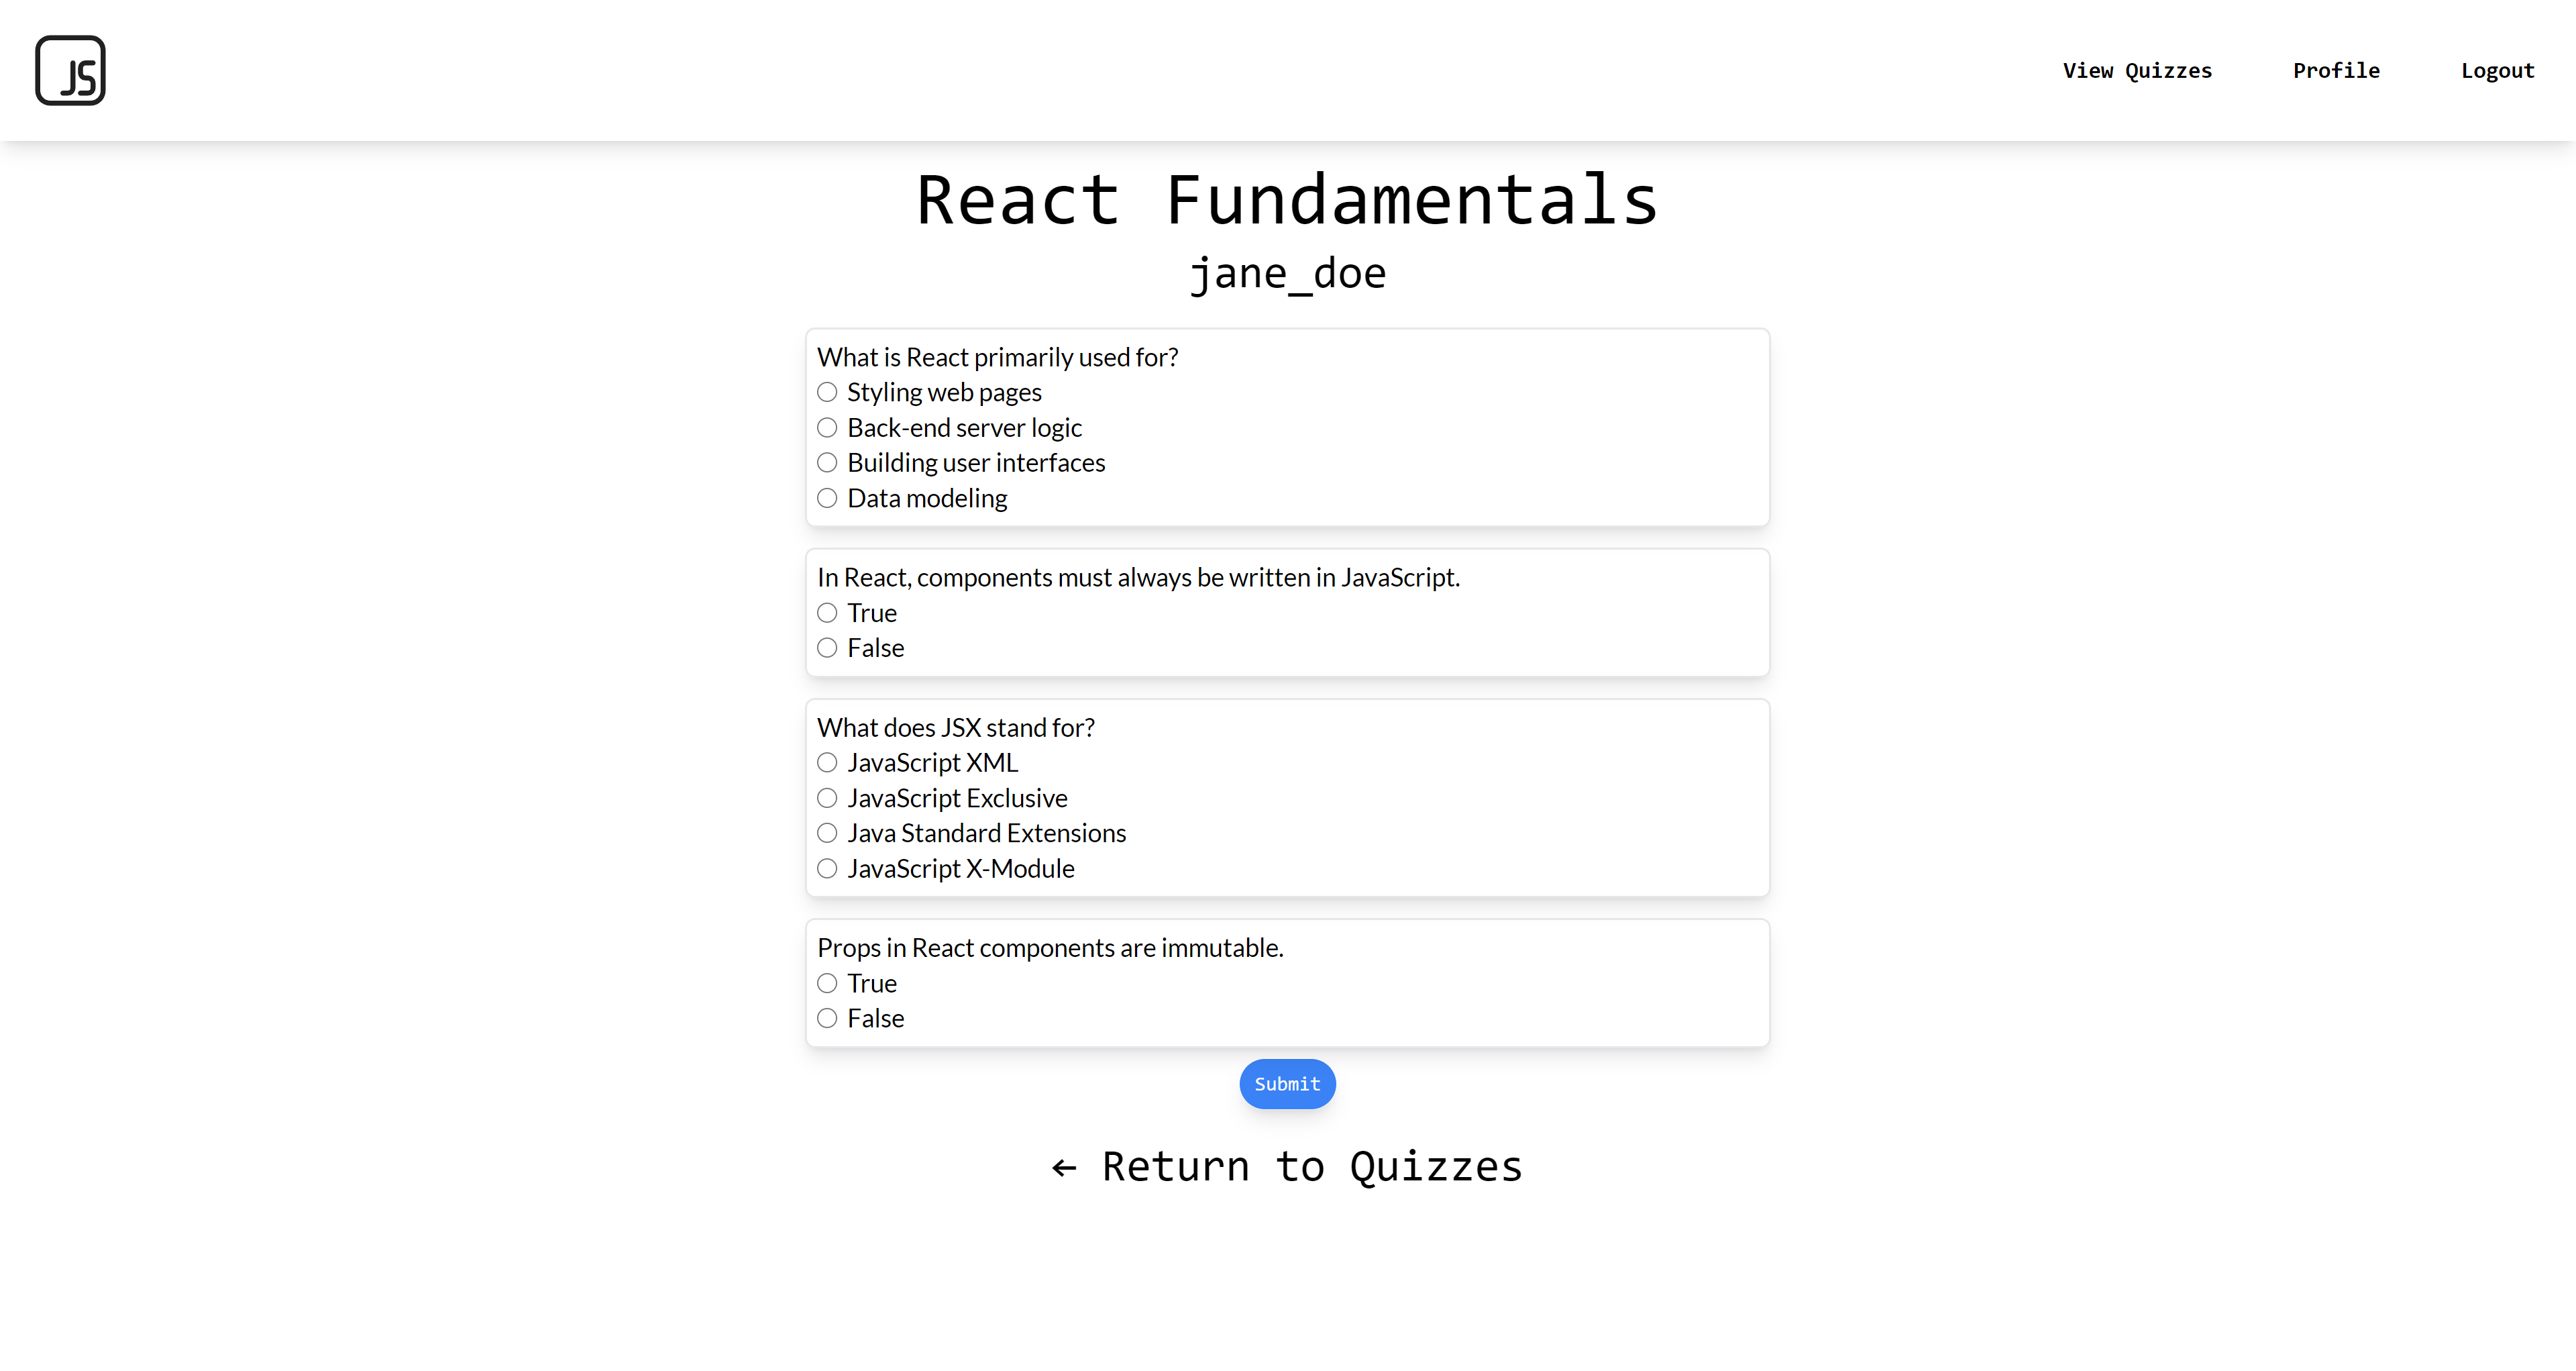 JS
View Quizzes
Profile
Logout
React Fundamentals
jane_doe
What is React primarily used for?
Styling web pages
Back-end server logic
Building user interfaces
Data modeling
In React, components must always be written in JavaScript.
True
False
What does JSX stand for?
JavaScript XML
JavaScript Exclusive
Java Standard Extensions
JavaScript X-Module
Props in React components are immutable.
True
False
Submit
← Return to Quizzes